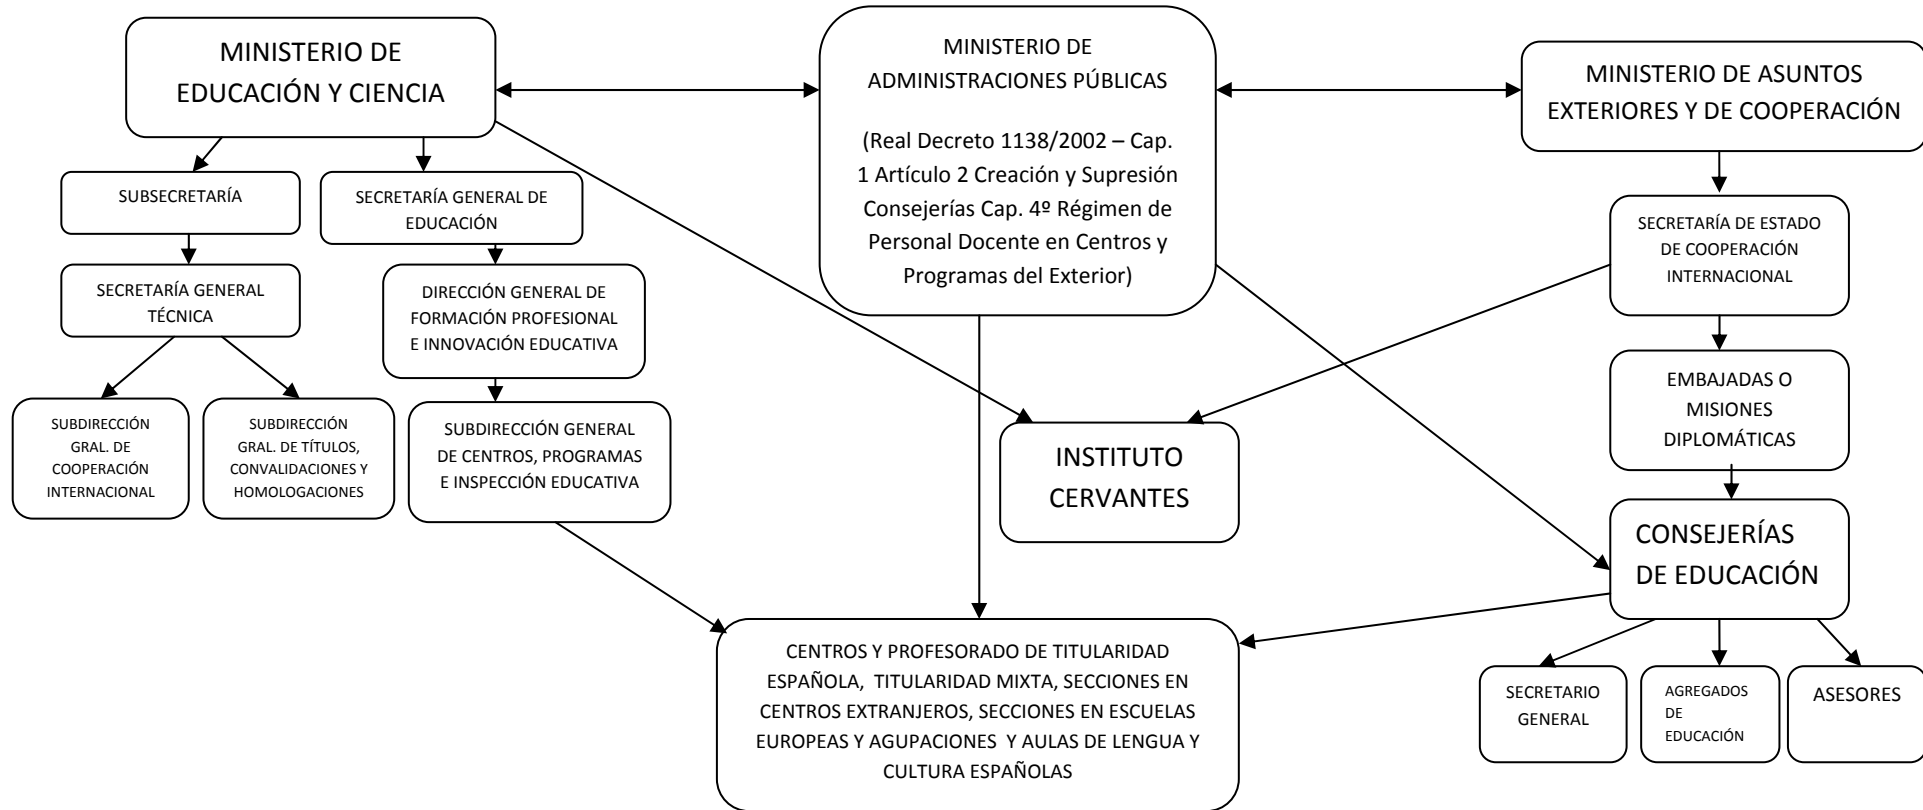 MINISTERIO DE
EDUCACIÓN Y CIENCIA
MINISTERIO DE
ADMINISTRACIONES PÚBLICAS
(Real Decreto 1138/2002 – Cap.
1 Artículo 2 Creación y Supresión
Consejerías Cap. 4º Régimen de
Personal Docente en Centros y
Programas del Exterior)
MINISTERIO DE ASUNTOS
EXTERIORES Y DE COOPERACIÓN
SUBSECRETARÍA
SECRETARÍA GENERAL DE
EDUCACIÓN
SECRETARÍA DE ESTADO
DE COOPERACIÓN
INTERNACIONAL
SECRETARÍA GENERAL
TÉCNICA
DIRECCIÓN GENERAL DE
FORMACIÓN PROFESIONAL
E INNOVACIÓN EDUCATIVA
EMBAJADAS O
MISIONES
DIPLOMÁTICAS
SUBDIRECCIÓN
GRAL. DE
COOPERACIÓN
INTERNACIONAL
SUBDIRECCIÓN
GRAL. DE TÍTULOS,
CONVALIDACIONES Y
HOMOLOGACIONES
SUBDIRECCIÓN GENERAL
DE CENTROS, PROGRAMAS
E INSPECCIÓN EDUCATIVA
INSTITUTO
CERVANTES
CONSEJERÍAS
DE EDUCACIÓN
CENTROS Y PROFESORADO DE TITULARIDAD
ESPAÑOLA, TITULARIDAD MIXTA, SECCIONES EN
CENTROS EXTRANJEROS, SECCIONES EN ESCUELAS
EUROPEAS Y AGUPACIONES Y AULAS DE LENGUA Y
CULTURA ESPAÑOLAS
SECRETARIO
GENERAL
AGREGADOS
DE
EDUCACIÓN
ASESORES